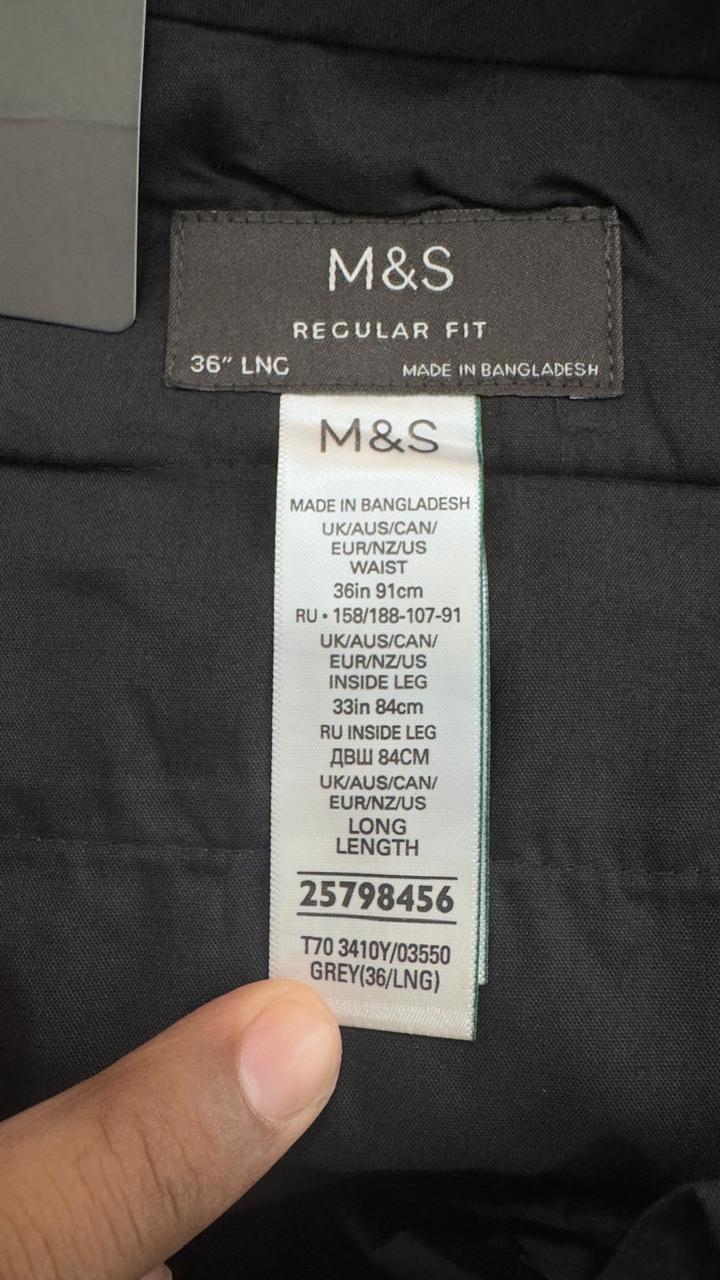 M&S
REGULAR FIT
36" LNG
MADE IN BANGLADESH
M&S
MADE IN BANGLADESH
UK/AUS/CAN/
EUR/NZ/US
WAIST
36in 91cm
RU • 158/188-107-91
UK/AUS/CAN/
EUR/NZ/US
INSIDE LEG
33in 84cm
RU INSIDE LEG
ДВШ 84CM
UK/AUS/CAN/
EUR/NZ/US
LONG
LENGTH
25798456
T70 3410Y/03550
GREY(36/LNG)